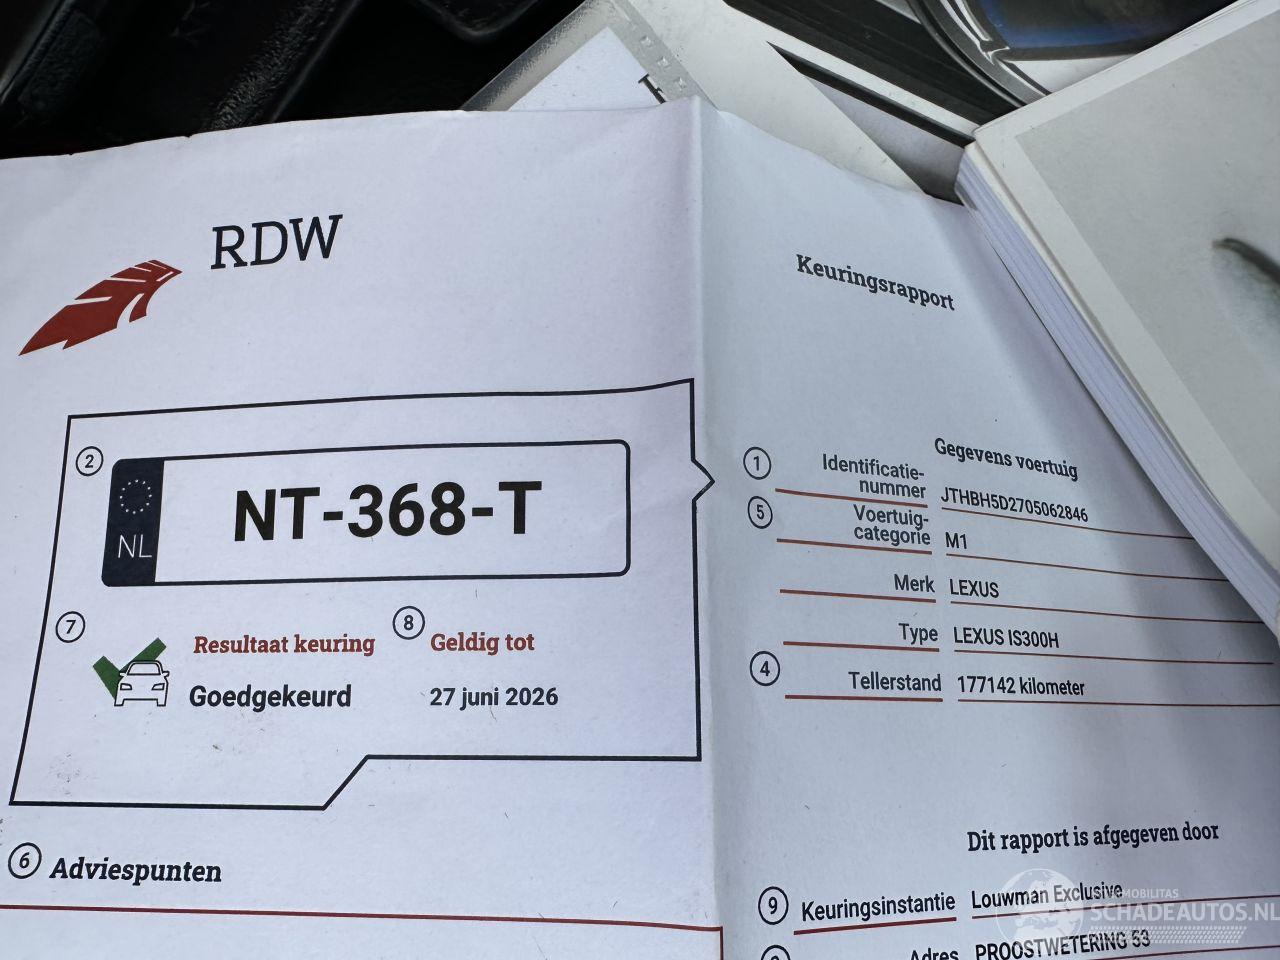 RDW
Keuringsrapport
2
NL
NT-368-T
7
Resultaat keuring
Goedgekeurd
8
Geldig tot
27 juni 2026
6 Adviespunten
Gegevens voertuig
1 Identificatie-
nummer JTHBH5D2705062846
5 Voertuig-
categorie M1
Merk LEXUS
Type LEXUS IS300H
4 Tellerstand 177142 kilometer
Dit rapport is afgegeven door
9 Keuringsinstantie Louwman Exclusive
Adres PROOSTWETERING 53
SCHADEAUTOS.NL